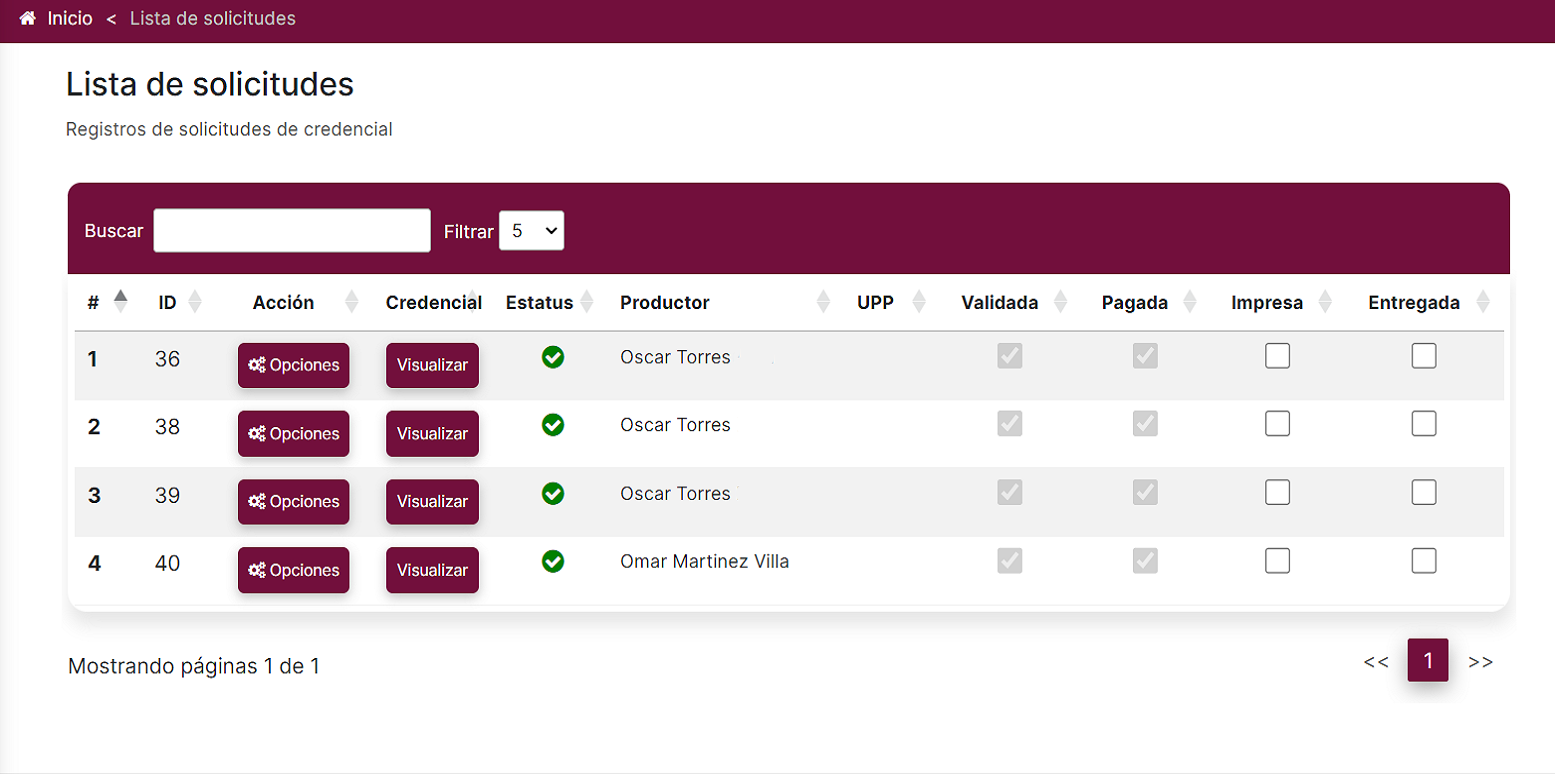 Inicio < Lista de solicitudes
Lista de solicitudes
Registros de solicitudes de credencial
Buscar Filtrar 5
# ID Acción Credencial Estatus Productor UPP Validada Pagada Impresa Entregada
1 36 Opciones Visualizar Oscar Torres
2 38 Opciones Visualizar Oscar Torres
3 39 Opciones Visualizar Oscar Torres
4 40 Opciones Visualizar Omar Martinez Villa
Mostrando páginas 1 de 1 << 1 >>